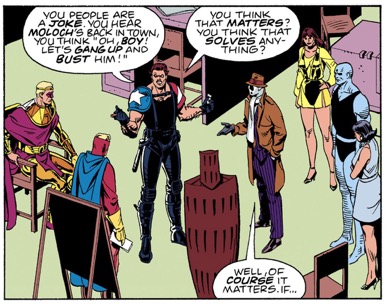 YOU PEOPLE ARE
A JOKE. YOU HEAR
MOLOCH'S BACK IN TOWN,
YOU THINK "OH, BOY!
LET'S GANG UP AND
BUST HIM!"
YOU THINK
THAT MATTERS?
YOU THINK THAT
SOLVES ANY-
THING?
WELL, OF
COURSE IT
MATTERS. IF...